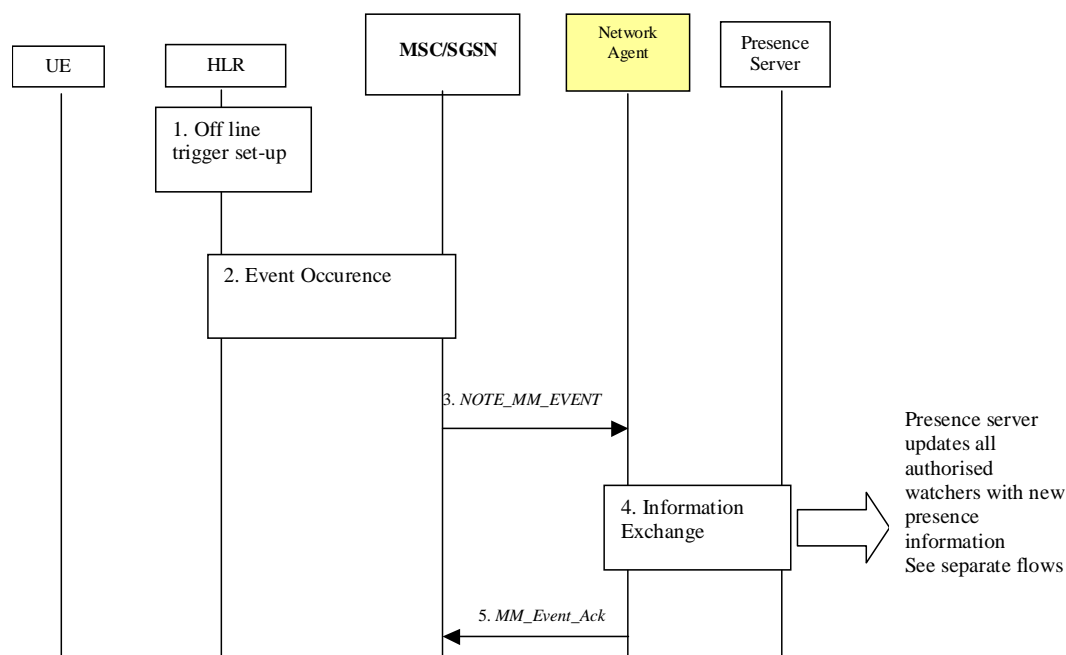 UE
HLR
MSC/SGSN
Network
Agent
Presence
Server
1. Off line
trigger set-up
2. Event Occurence
3. NOTE_MM_EVENT
4. Information
Exchange
Presence server
updates all
authorised
watchers with new
presence
information
See separate flows
5. MM_Event_Ack